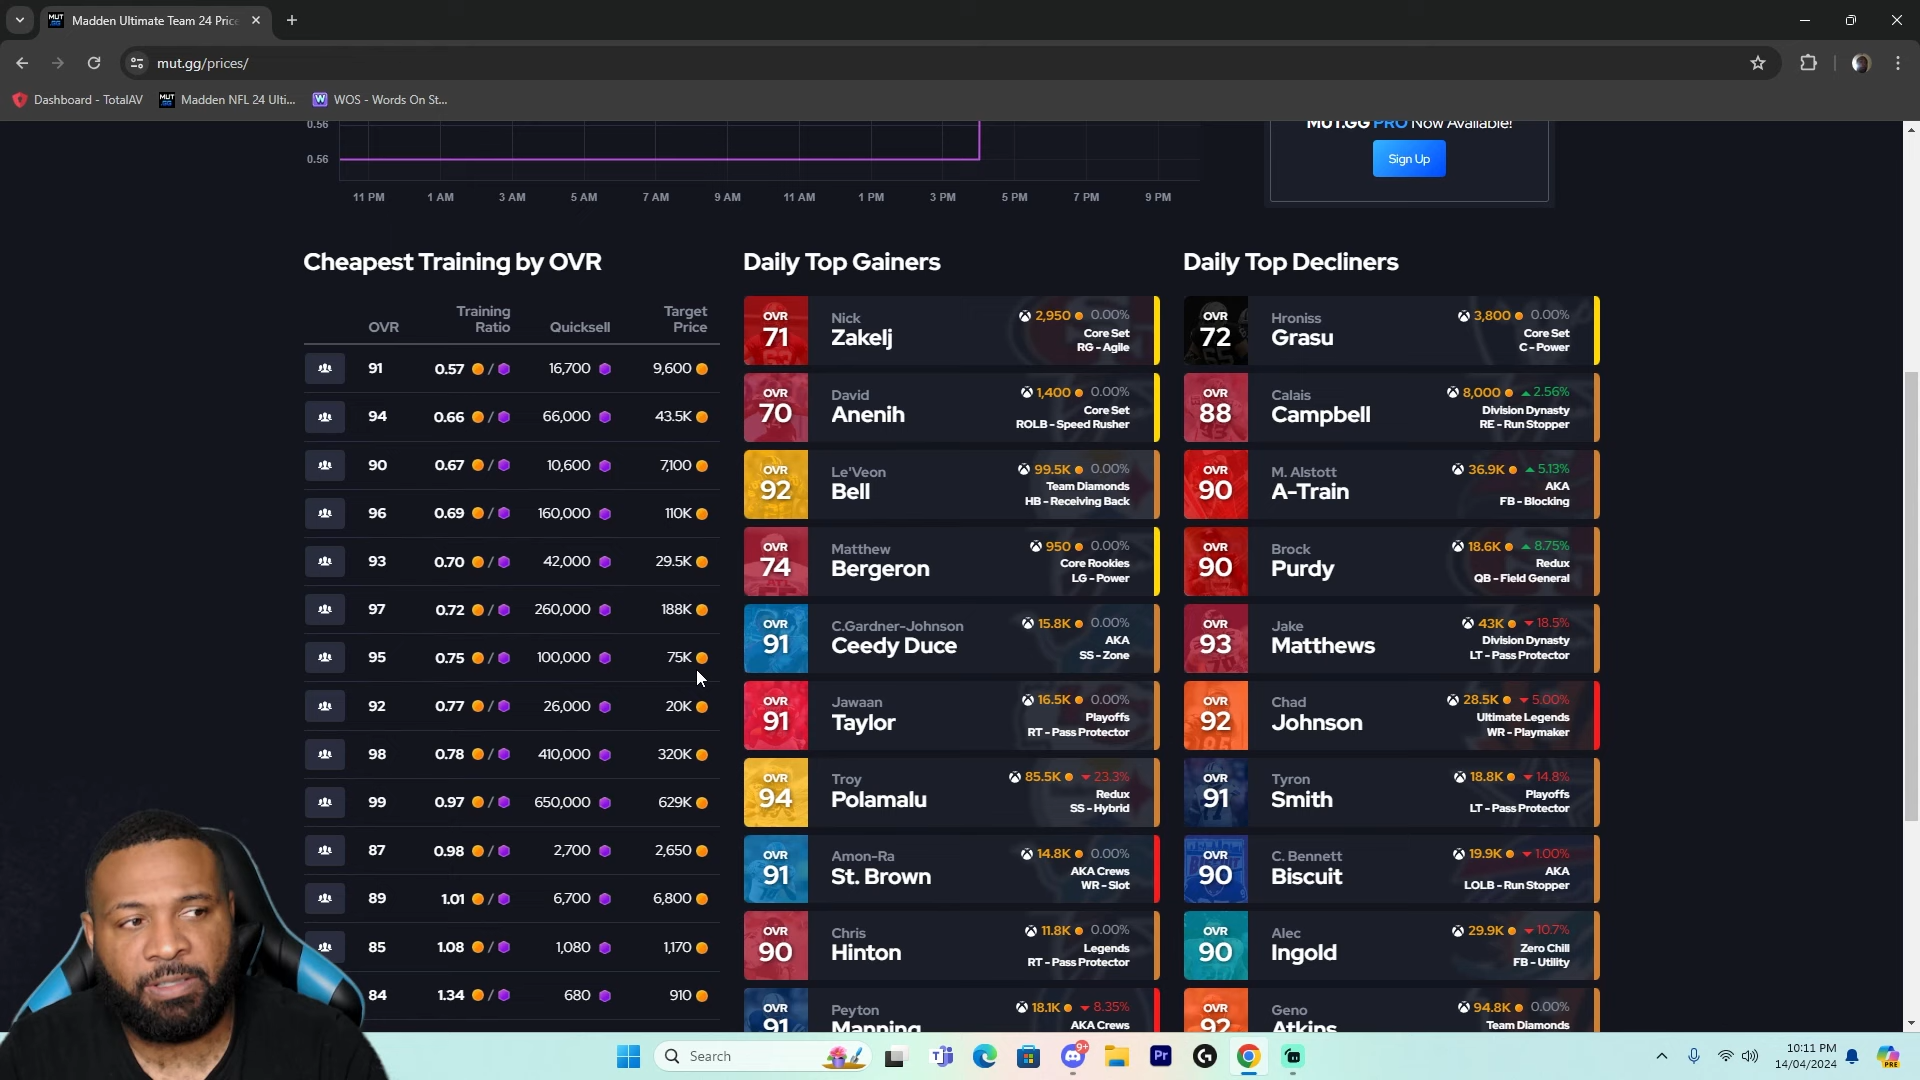 Madden Ultimate Team 24 Price
mut.gg/prices/
Dashboard - TotalAV
Madden NFL 24 Ulti...
WOS - Words On St...
0.56
0.56
11 PM 1 AM 3 AM 5 AM 7 AM 9 AM 11 AM 1 PM 3 PM 5 PM 7 PM 9 PM
MUT.GG PRO Now Available!
Sign Up
Cheapest Training by OVR
OVR Training Ratio Quicksell Target Price
91 0.57 / 16,700 9,600
94 0.66 / 66,000 43.5K
90 0.67 / 10,600 7,100
96 0.69 / 160,000 110K
93 0.70 / 42,000 29.5K
97 0.72 / 260,000 188K
95 0.75 / 100,000 75K
92 0.77 / 26,000 20K
98 0.78 / 410,000 320K
99 0.97 / 650,000 629K
87 0.98 / 2,700 2,650
89 1.01 / 6,700 6,800
85 1.08 / 1,080 1,170
84 1.34 / 680 910
Daily Top Gainers
OVR 71 Nick Zakelj 2,950 0.00%
Core Set
RG - Agile
OVR 70 David Anenih 1,400 0.00%
Core Set
ROLB - Speed Rusher
OVR 92 Le'Veon Bell 99.5K 0.00%
Team Diamonds
HB - Receiving Back
OVR 74 Matthew Bergeron 950 0.00%
Core Rookies
LG - Power
OVR 91 C.Gardner-Johnson Ceedy Duce 15.8K 0.00%
AKA
SS - Zone
OVR 91 Jawaan Taylor 16.5K 0.00%
Playoffs
RT - Pass Protector
OVR 94 Troy Polamalu 85.5K 23.3%
Redux
SS - Hybrid
OVR 91 Amon-Ra St. Brown 14.8K 0.00%
AKA Crews
WR - Slot
OVR 90 Chris Hinton 11.8K 0.00%
Legends
RT - Pass Protector
OVR 91 Peyton Manning 18.1K 8.35%
AKA Crews
Daily Top Decliners
OVR 72 Hroniss Grasu 3,800 0.00%
Core Set
C - Power
OVR 88 Calais Campbell 8,000 2.56%
Division Dynasty
RE - Run Stopper
OVR 90 M. Alstott A-Train 36.9K 5.13%
AKA
FB - Blocking
OVR 90 Brock Purdy 18.6K 8.75%
Redux
QB - Field General
OVR 93 Jake Matthews 43K 18.5%
Division Dynasty
LT - Pass Protector
OVR 92 Chad Johnson 28.5K 5.00%
Ultimate Legends
WR - Playmaker
OVR 91 Tyron Smith 18.8K 14.8%
Playoffs
LT - Pass Protector
OVR 90 C. Bennett Biscuit 19.9K 1.00%
AKA
LOLB - Run Stopper
OVR 90 Alec Ingold 29.9K 10.7%
Zero Chill
FB - Utility
OVR 92 Geno Atkins 94.8K 0.00%
Team Diamonds
Search
9+
Pr
10:11 PM
14/04/2024
PRE